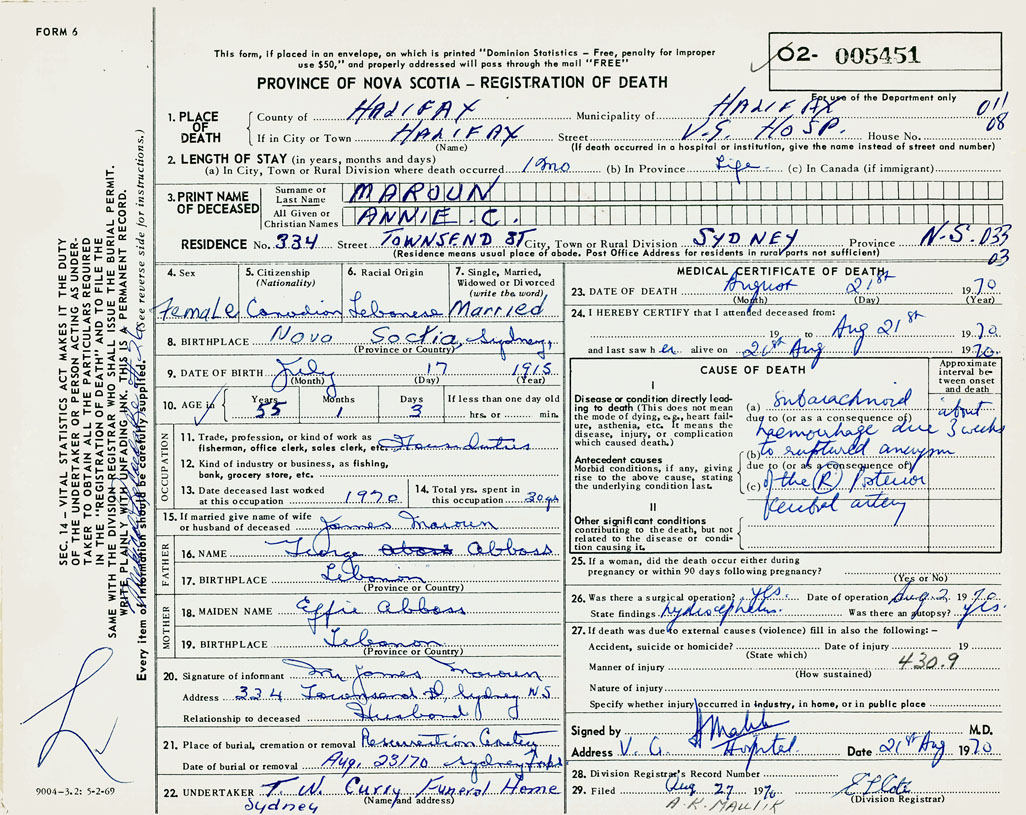 FORM 6
This form, if placed in an envelope, on which is printed "Dominion Statistics – Free, penalty for improper
use $50," and properly addressed will pass through the mail "FREE"
02- 005451
For use of the Department only
PROVINCE OF NOVA SCOTIA – REGISTRATION OF DEATH
011
08
1. PLACE OF DEATH
County of HALIFAX Municipality of HALIFAX
If in City or Town HALIFAX Street V.G. HOSP. House No.
(Name) (If death occurred in a hospital or institution, give the name instead of street and number)
2. LENGTH OF STAY (in years, months and days)
(a) In City, Town or Rural Division where death occurred 1 mo (b) In Province Life (c) In Canada (if immigrant)
3. PRINT NAME OF DECEASED
Surname or Last Name MAROUN
All Given or Christian Names ANNIE. C.
RESIDENCE No. 334 Street TOWNSEND ST City, Town or Rural Division SYDNEY Province N-S. 033
03
(Residence means usual place of abode. Post Office Address for residents in rural parts not sufficient)
4. Sex Female
5. Citizenship (Nationality) Canadian
6. Racial Origin Lebanese
7. Single, Married, Widowed or Divorced (write the word) Married
8. BIRTHPLACE Nova Soctia, Sydney,
(Province or Country)
9. DATE OF BIRTH July 17 1915
(Month) (Day) (Year)
10. AGE in Years 55 Months 1 Days 3 If less than one day
hrs. or min.
OCCUPATION
11. Trade, profession, or kind of work as
fisherman, office clerk, sales clerk, etc.
12. Kind of industry or business, as fishing,
bank, grocery store, etc.
13. Date deceased last worked at this occupation 1970
14. Total yrs. spent in this occupation 30 yrs
15. If married give name of wife
or husband of deceased James Maroun
FATHER
16. NAME George Abbass
17. BIRTHPLACE Lebanon
(Province or Country)
MOTHER
18. MAIDEN NAME Effie Abbass
19. BIRTHPLACE Lebanon
(Province or Country)
20. Signature of informant Mr James Maroun
Address 334 Townsend St, Sydney N.S
Relationship to deceased Husband
21. Place of burial, cremation or removal Resurrection
Date of burial or removal Aug. 23/70 Sydney Forks
22. UNDERTAKER T. W. Curry Funeral Home
Sydney (Name and address)
MEDICAL CERTIFICATE OF DEATH
23. DATE OF DEATH August 21st 1970
(Month) (Day) (Year)
24. I HEREBY CERTIFY that I attended deceased from:
19 to Aug 21st 1970
and last saw her alive on 1970
CAUSE OF DEATH
Approximate interval between onset and death
I
Disease or condition directly leading to death (This does not mean the mode of dying, e.g., heart failure, asthenia, etc. It means the disease, injury, or complication which caused death.)
(a) Subarachnoid about
due to (or as a consequence of)
haemorrhage due 3 weeks
Antecedent causes
Morbid conditions, if any, giving rise to the above cause, stating the underlying condition last.
(b) to ruptured
due to (or as a consequence of)
(c) of the (R) Posterior
artery
II
Other significant conditions
contributing to the death, but not related to the disease or condition causing it.
25. If a woman, did the death occur either during
pregnancy or within 90 days following pregnancy?
(Yes or No)
26. Was there a surgical operation? yes. Date of operation Aug. 2 1970
State findings Was there an autopsy? yes.
27. If death was due to external causes (violence) fill in also the following:–
Accident, suicide or homicide? Date of injury 19
(State which)
Manner of injury 430.9
(How sustained)
Nature of injury
Specify whether injury occurred in industry, in home, or in public place
Signed by M.D.
Address V. G. Hospital Date 21st Aug 1970
28. Division Registrar's Record Number
29. Filed Aug 27 1970
A.K. MALLIK (Division Registrar)
SEC. 14 – VITAL STATISTICS ACT MAKES IT THE DUTY
OF THE UNDERTAKER OR PERSON ACTING AS UNDER-
TAKER TO OBTAIN ALL THE PARTICULARS REQUIRED
IN THE "REGISTRATION OF DEATH" AND TO FILE THE
SAME WITH THE DIVISION REGISTRAR WHO SHALL ISSUE THE BURIAL PERMIT.
WRITE PLAINLY WITH UNFADING INK. THIS IS A PERMANENT RECORD.
Every item of information should be carefully supplied. (See reverse side for instructions.)
9004-3.2: 5-2-69